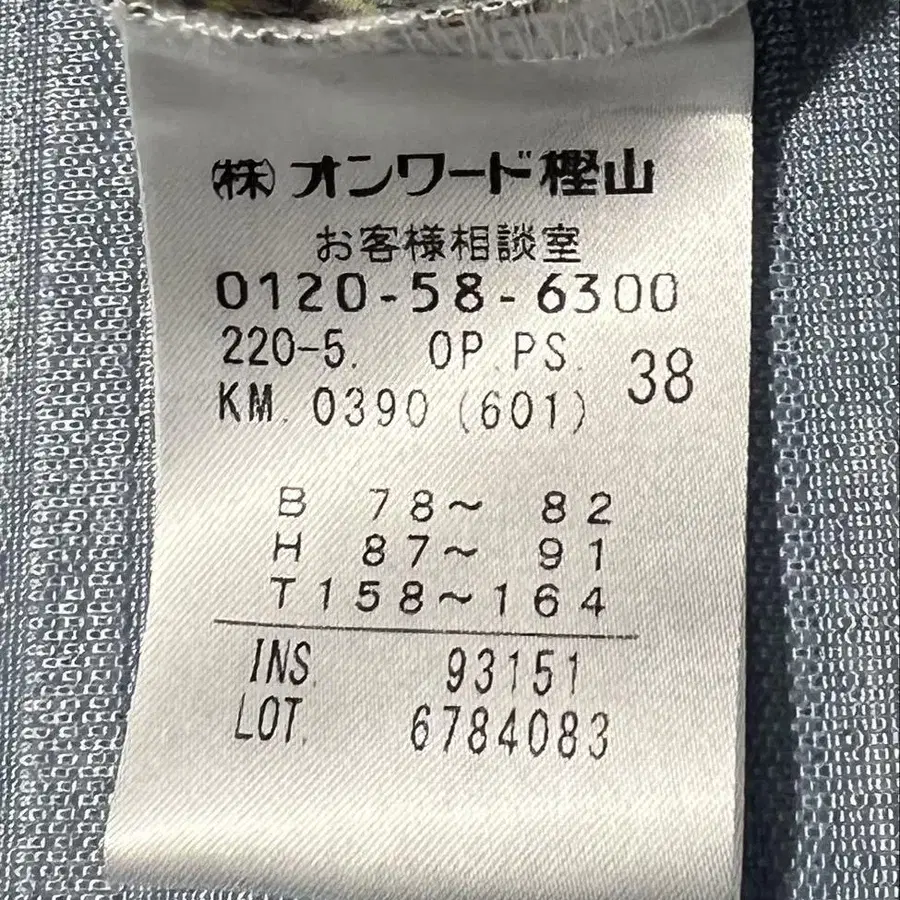 ㈱オンワード樫山
お客様相談室
0120-58-6300
220-5. OP.PS. 38
KM. 0390 (601)
B 78~ 82
H 87~ 91
T158~164
INS. 93151
LOT. 6784083